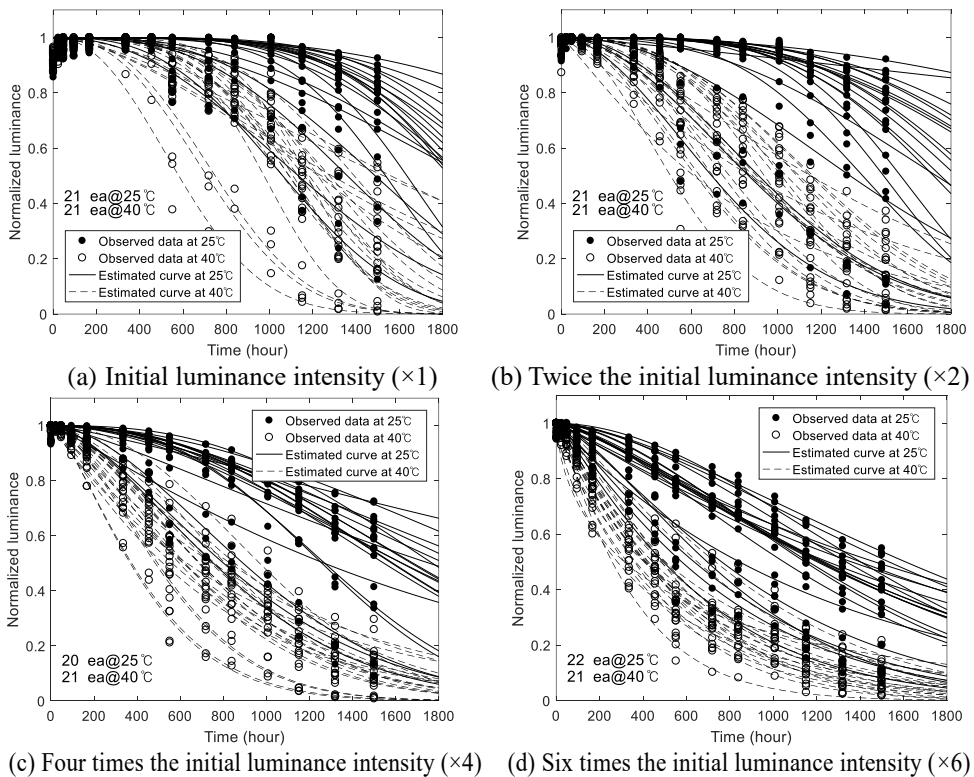 1
0.8
0.6
0.4
0.2
0
Normalized luminance
21 ea@25℃
21 ea@40℃
Observed data at 25℃
Observed data at 40℃
Estimated curve at 25℃
Estimated curve at 40℃
0 200 400 600 800 1000 1200 1400 1600 1800
Time (hour)
(a) Initial luminance intensity (×1)
1
0.8
0.6
0.4
0.2
0
Normalized luminance
21 ea@25℃
21 ea@40℃
Observed data at 25℃
Observed data at 40℃
Estimated curve at 25℃
Estimated curve at 40℃
0 200 400 600 800 1000 1200 1400 1600 1800
Time (hour)
(b) Twice the initial luminance intensity (×2)
1
0.8
0.6
0.4
0.2
0
Normalized luminance
Observed data at 25℃
Observed data at 40℃
Estimated curve at 25℃
Estimated curve at 40℃
20 ea@25℃
21 ea@40℃
0 200 400 600 800 1000 1200 1400 1600 1800
Time (hour)
(c) Four times the initial luminance intensity (×4)
1
0.8
0.6
0.4
0.2
0
Normalized luminance
Observed data at 25℃
Observed data at 40℃
Estimated curve at 25℃
Estimated curve at 40℃
22 ea@25℃
21 ea@40℃
0 200 400 600 800 1000 1200 1400 1600 1800
Time (hour)
(d) Six times the initial luminance intensity (×6)